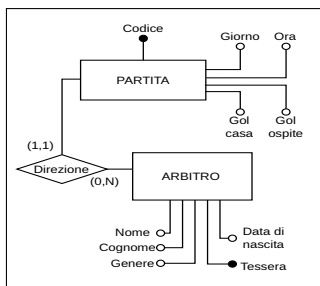 Codice
Giorno
Ora
PARTITA
Gol
casa
Gol
ospite
(1,1)
Direzione
(0,N)
ARBITRO
Nome
Cognome
Genere
Data di
nascita
Tessera